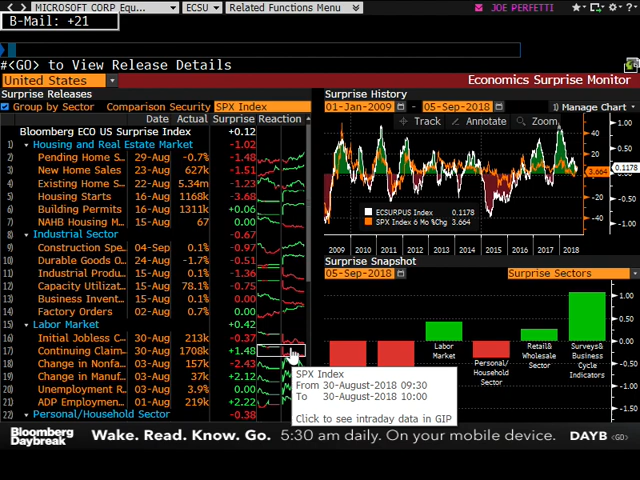 MICROSOFT CORP Equ... ECSU Related Functions Menu JOE PERFETTI
B-Mail: +21
#<GO> to View Release Details
United States Economics Surprise Monitor
Surprise Releases
Group by Sector Comparison Security SPX Index
Date Actual Surprise Reaction
Bloomberg ECO US Surprise Index +0.12
1) Housing and Real Estate Market -1.02
2) Pending Home S... 29-Aug -0.7% -1.48
3) New Home Sales 23-Aug 627k -1.51
4) Existing Home S... 22-Aug 5.34m -1.23
5) Housing Starts 16-Aug 1168k -3.68
6) Building Permits 16-Aug 1311k +0.06
7) NAHB Housing M... 15-Aug 67 0.00
8) Industrial Sector -0.67
9) Construction Spe... 04-Sep 0.1% -0.97
10) Durable Goods O... 24-Aug -1.7% -0.51
11) Industrial Produ... 15-Aug 0.1% -1.36
12) Capacity Utilizat... 15-Aug 78.1% -0.75
13) Business Invent... 15-Aug 0.1% 0.00
14) Factory Orders 02-Aug 0.7% 0.00
15) Labor Market +0.42
16) Initial Jobless C... 30-Aug 213k -0.37
17) Continuing Claim... 30-Aug 1708k +1.48
18) Change in Nonfa... 03-Aug 157k -2.43
19) Change in Manuf... 03-Aug 37k +2.12
20) Unemployment R... 03-Aug 3.9% 0.00
21) ADP Employmen... 01-Aug 219k +2.22
22) Personal/Household Sector -0.38
Surprise History
01-Jan-2009 - 05-Sep-2018 1) Manage Chart
Track Annotate Zoom
1.00
40
0.50
20
3.664 0.1178
-20
-0.50
-40
-1.00
ECSURPUS Index 0.1178
SPX Index 6 Mo %Chg 3.664
2009 2010 2011 2012 2013 2014 2015 2016 2017 2018
Surprise Snapshot
05-Sep-2018 Surprise Sectors
1.00
0.50
0.00
-0.50
-1.00
-1.50
Labor
Market
Personal/
Household
Sector
Retail&
Wholesale
Sector
Surveys&
Business
Cycle
Indicators
SPX Index
From 30-August-2018 09:30
To 30-August-2018 10:00
Click to see intraday data in GIP
Bloomberg
Daybreak
Wake. Read. Know. Go. 5:30 am daily. On your mobile device. DAYB <GO>